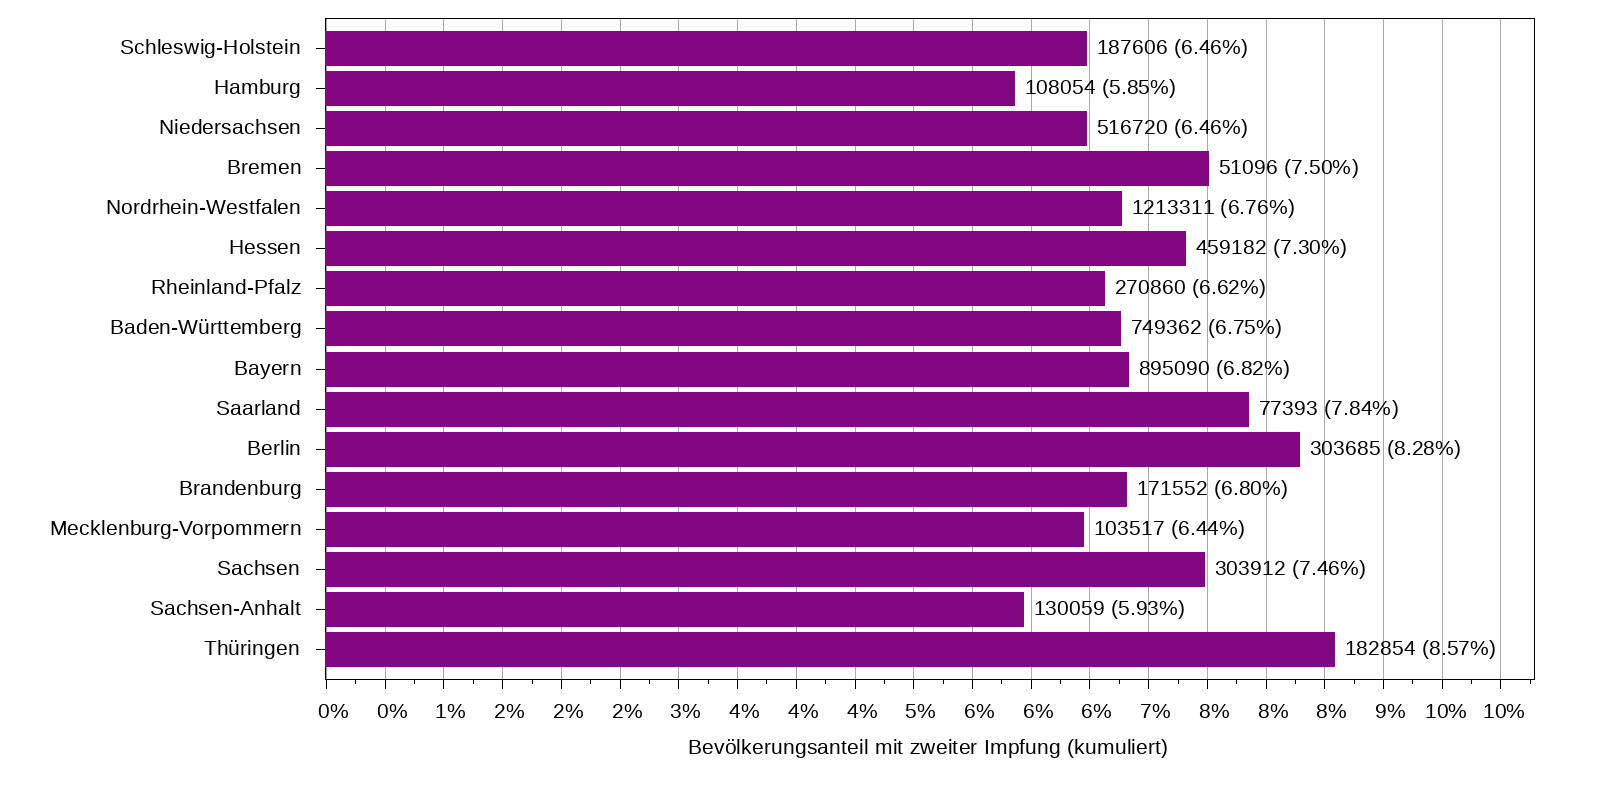 Schleswig-Holstein 187606 (6.46%)
Hamburg 108054 (5.85%)
Niedersachsen 516720 (6.46%)
Bremen 51096 (7.50%)
Nordrhein-Westfalen 1213311 (6.76%)
Hessen 459182 (7.30%)
Rheinland-Pfalz 270860 (6.62%)
Baden-Württemberg 749362 (6.75%)
Bayern 895090 (6.82%)
Saarland 77393 (7.84%)
Berlin 303685 (8.28%)
Brandenburg 171552 (6.80%)
Mecklenburg-Vorpommern 103517 (6.44%)
Sachsen 303912 (7.46%)
Sachsen-Anhalt 130059 (5.93%)
Thüringen 182854 (8.57%)
0% 0% 1% 2% 2% 2% 3% 4% 4% 4% 5% 6% 6% 6% 7% 8% 8% 8% 9% 10% 10%
Bevölkerungsanteil mit zweiter Impfung (kumuliert)